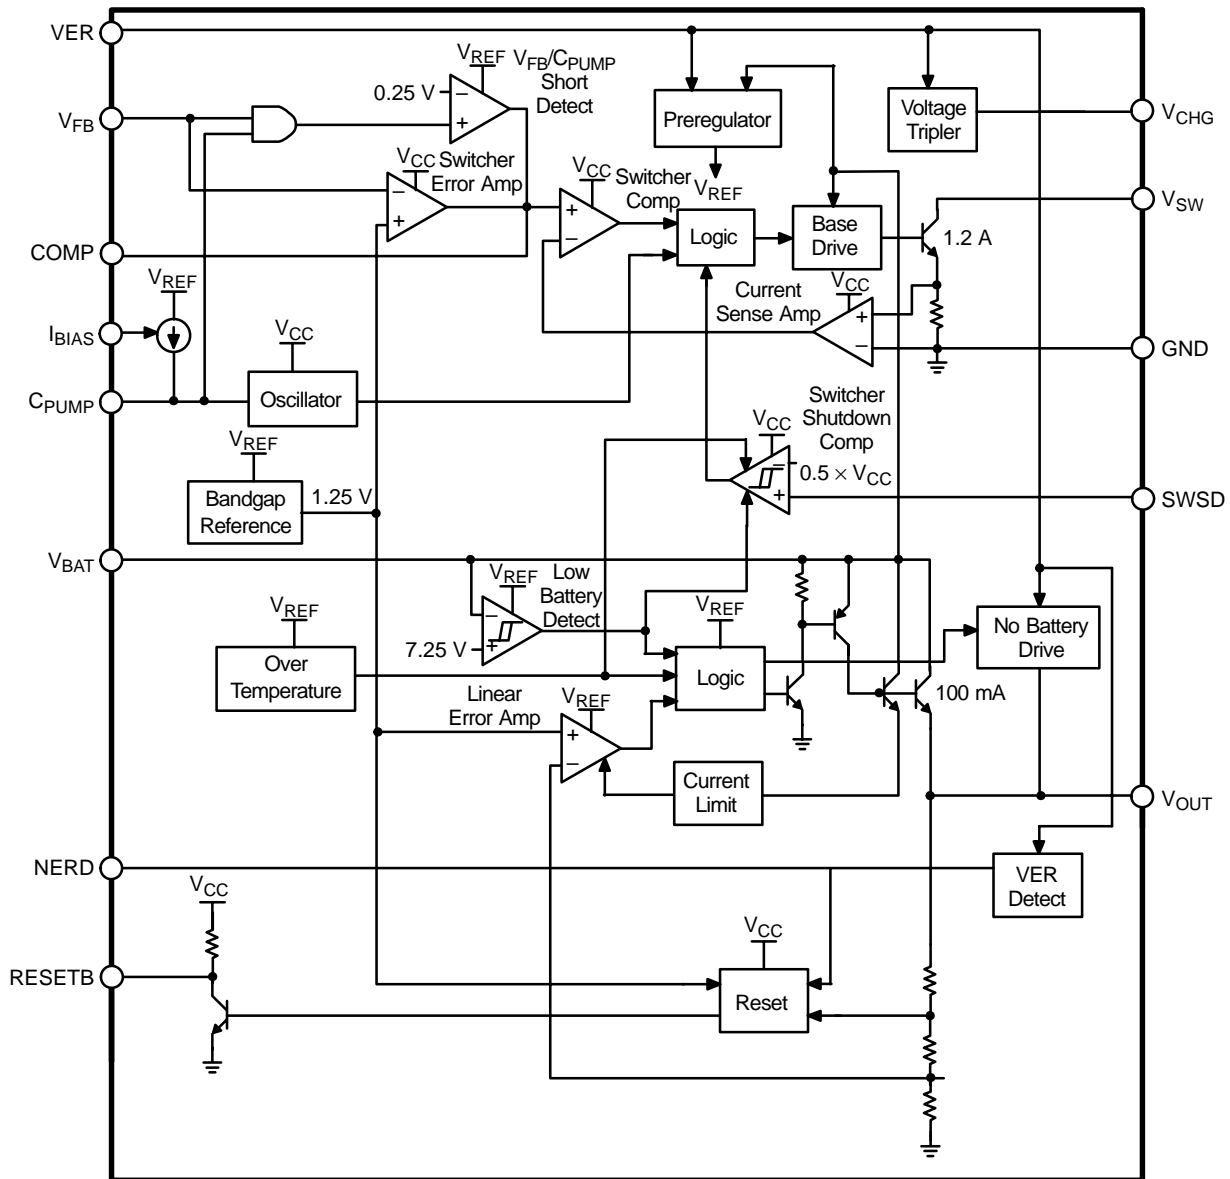 VER
VREF
VFB/CPUMP
Short
Detect
0.25 V
−
+
VFB
Preregulator
VREF
Voltage
Tripler
VCHG
VCC
Switcher
Error Amp
−
+
VCC
Switcher
Comp
+
−
Logic
Base
Drive
VSW
1.2 A
COMP
VREF
IBIAS
VCC
Current
Sense Amp
VCC
+
−
GND
CPUMP
Oscillator
Switcher
Shutdown
Comp
VCC
−
0.5 × VCC
+
SWSD
VREF
Bandgap
Reference
1.25 V
VBAT
VREF
Low
Battery
Detect
−
7.25 V
+
VREF
Over
Temperature
VREF
Logic
No Battery
Drive
100 mA
Linear
Error Amp
VREF
+
−
Current
Limit
VOUT
NERD
VER
Detect
VCC
VCC
RESETB
Reset